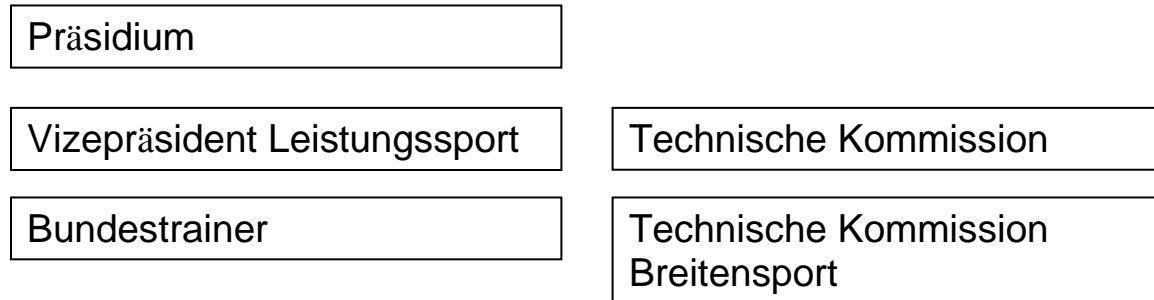 Präsidium
Vizepräsident Leistungssport
Technische Kommission
Bundestrainer
Technische Kommission
Breitensport